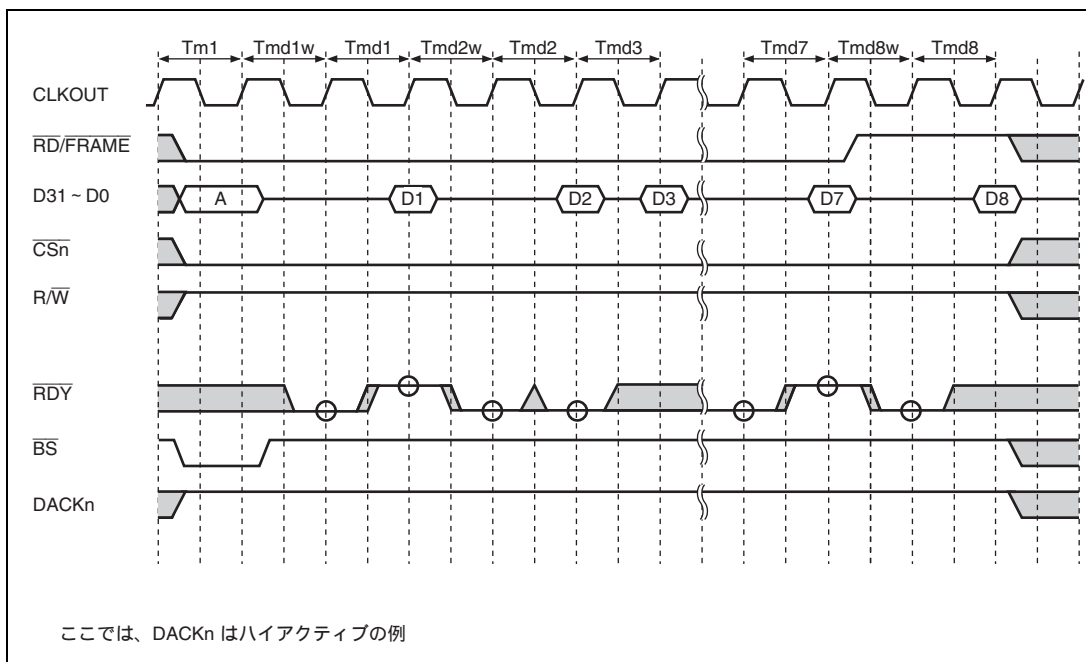 Tm1 Tmd1w Tmd1 Tmd2w Tmd2 Tmd3 Tmd7 Tmd8w Tmd8
CLKOUT
RD/FRAME
D31 ~ D0 A D1 D2 D3 D7 D8
CSn
R/W
RDY
BS
DACKn
ここでは、DACKn はハイアクティブの例